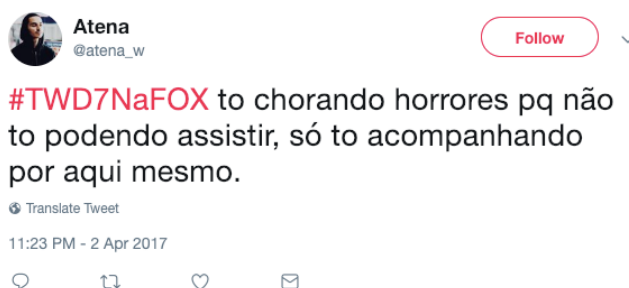 Atena
@atena_w
Follow
#TWD7NaFOX to chorando horrores pq não
to podendo assistir, só to acompanhando
por aqui mesmo.
Translate Tweet
11:23 PM - 2 Apr 2017